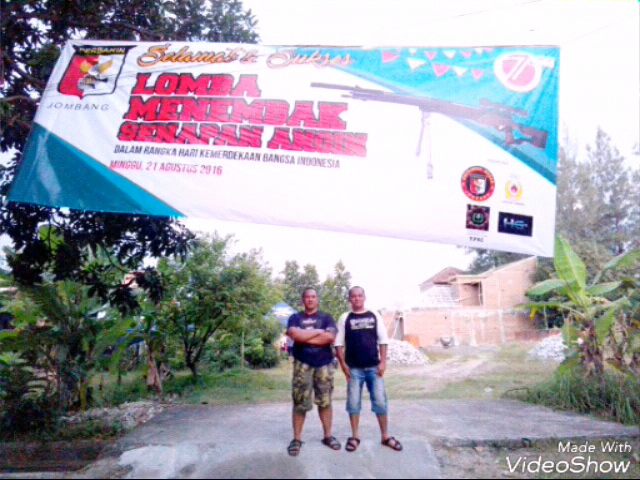 PERBAKIN
JOMBANG
Selamat & Sukses
LOMBA
MENEMBAK
SENAPAN ANGIN
DALAM RANGKA HARI KEMERDEKAAN BANGSA INDONESIA
MINGGU, 21 AGUSTUS 2016
Made With
VideoShow